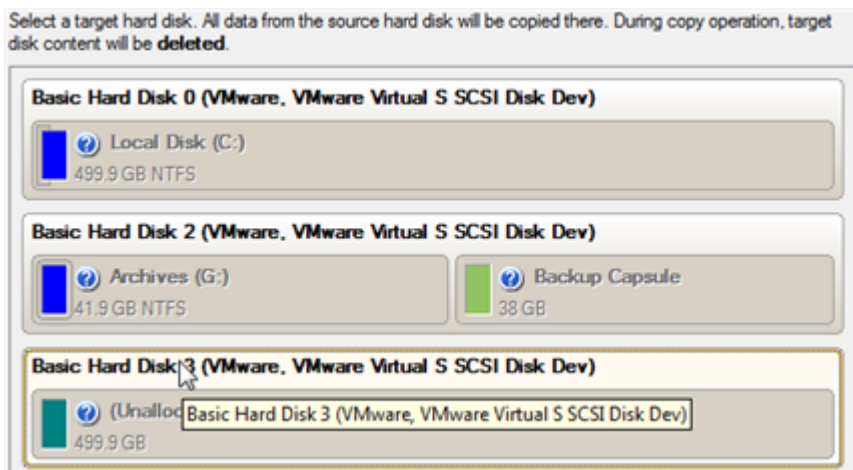 Select a target hard disk. All data from the source hard disk will be copied there. During copy operation, target
disk content will be deleted.
Basic Hard Disk 0 (VMware, VMware Virtual S SCSI Disk Dev)
Local Disk (C:)
499.9 GB NTFS
Basic Hard Disk 2 (VMware, VMware Virtual S SCSI Disk Dev)
Archives (G:)
41.9 GB NTFS
Backup Capsule
38 GB
Basic Hard Disk 3 (VMware, VMware Virtual S SCSI Disk Dev)
(Unalloc
Basic Hard Disk 3 (VMware, VMware Virtual S SCSI Disk Dev)
499.9 GB